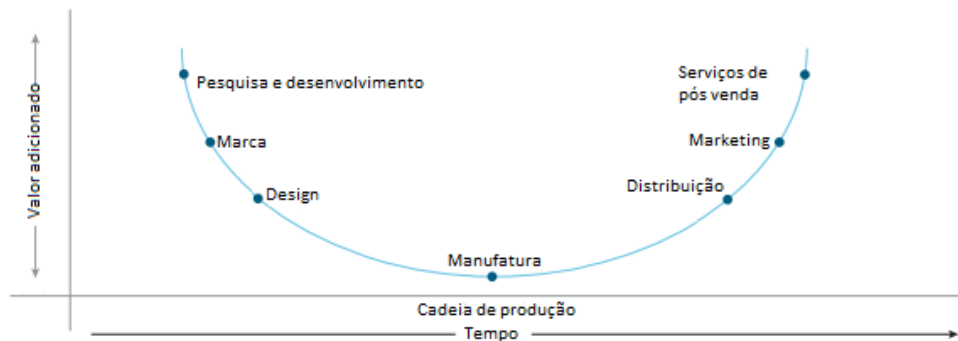 Valor adicionado
Pesquisa e desenvolvimento
Marca
Design
Manufatura
Distribuição
Marketing
Serviços de
pós venda
Cadeia de produção
Tempo